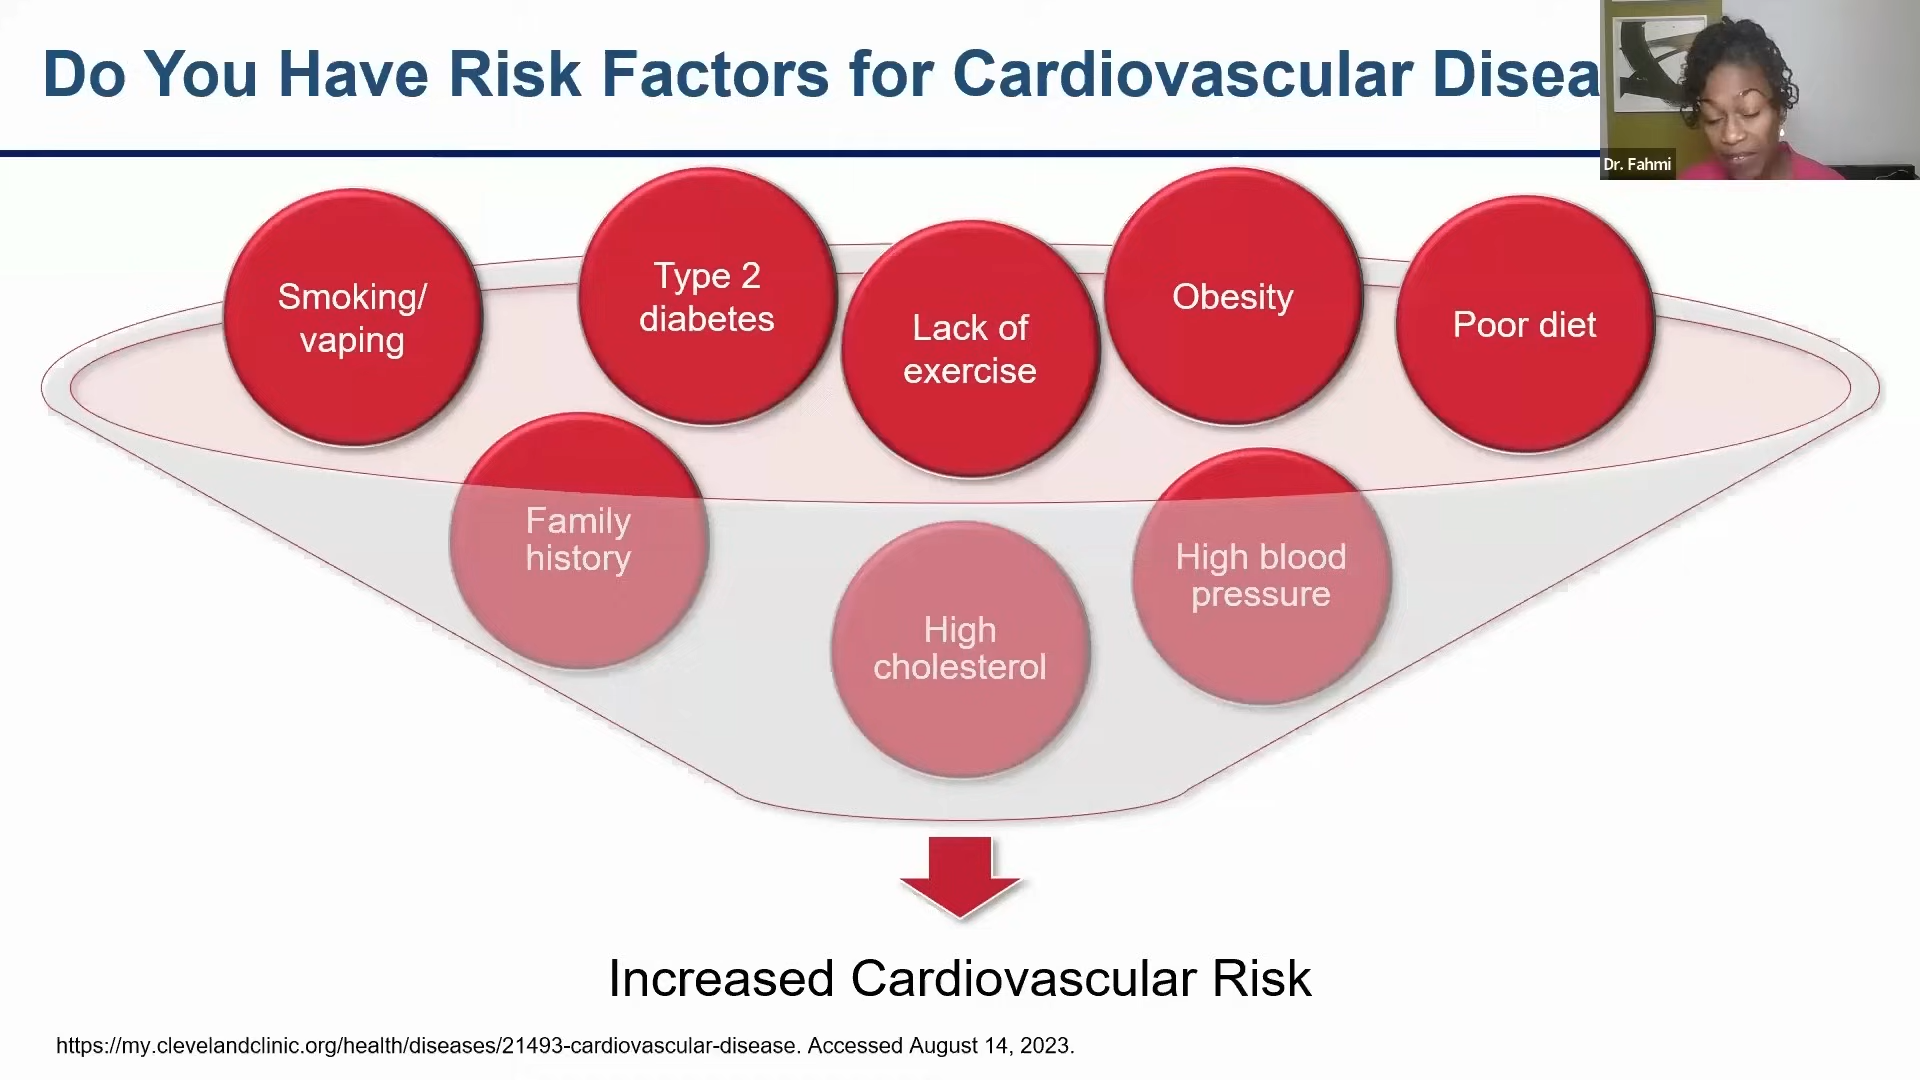 Do You Have Risk Factors for Cardiovascular Disea
Dr. Fahmi
Smoking/
vaping
Type 2
diabetes
Lack of
exercise
Obesity
Poor diet
Family
history
High
cholesterol
High blood
pressure
Increased Cardiovascular Risk
https://my.clevelandclinic.org/health/diseases/21493-cardiovascular-disease. Accessed August 14, 2023.